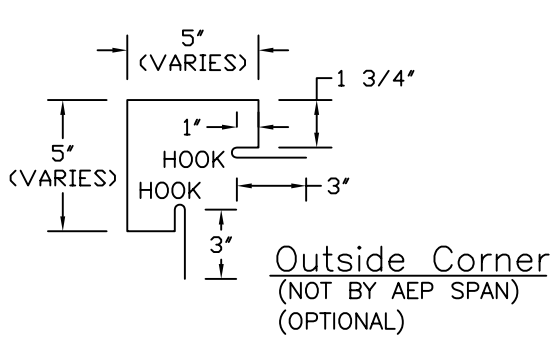 5"
(VARIES)
1 3/4"
1"
5"
(VARIES)
HOOK
HOOK
3"
3"
Outside Corner
(NOT BY AEP SPAN)
(OPTIONAL)